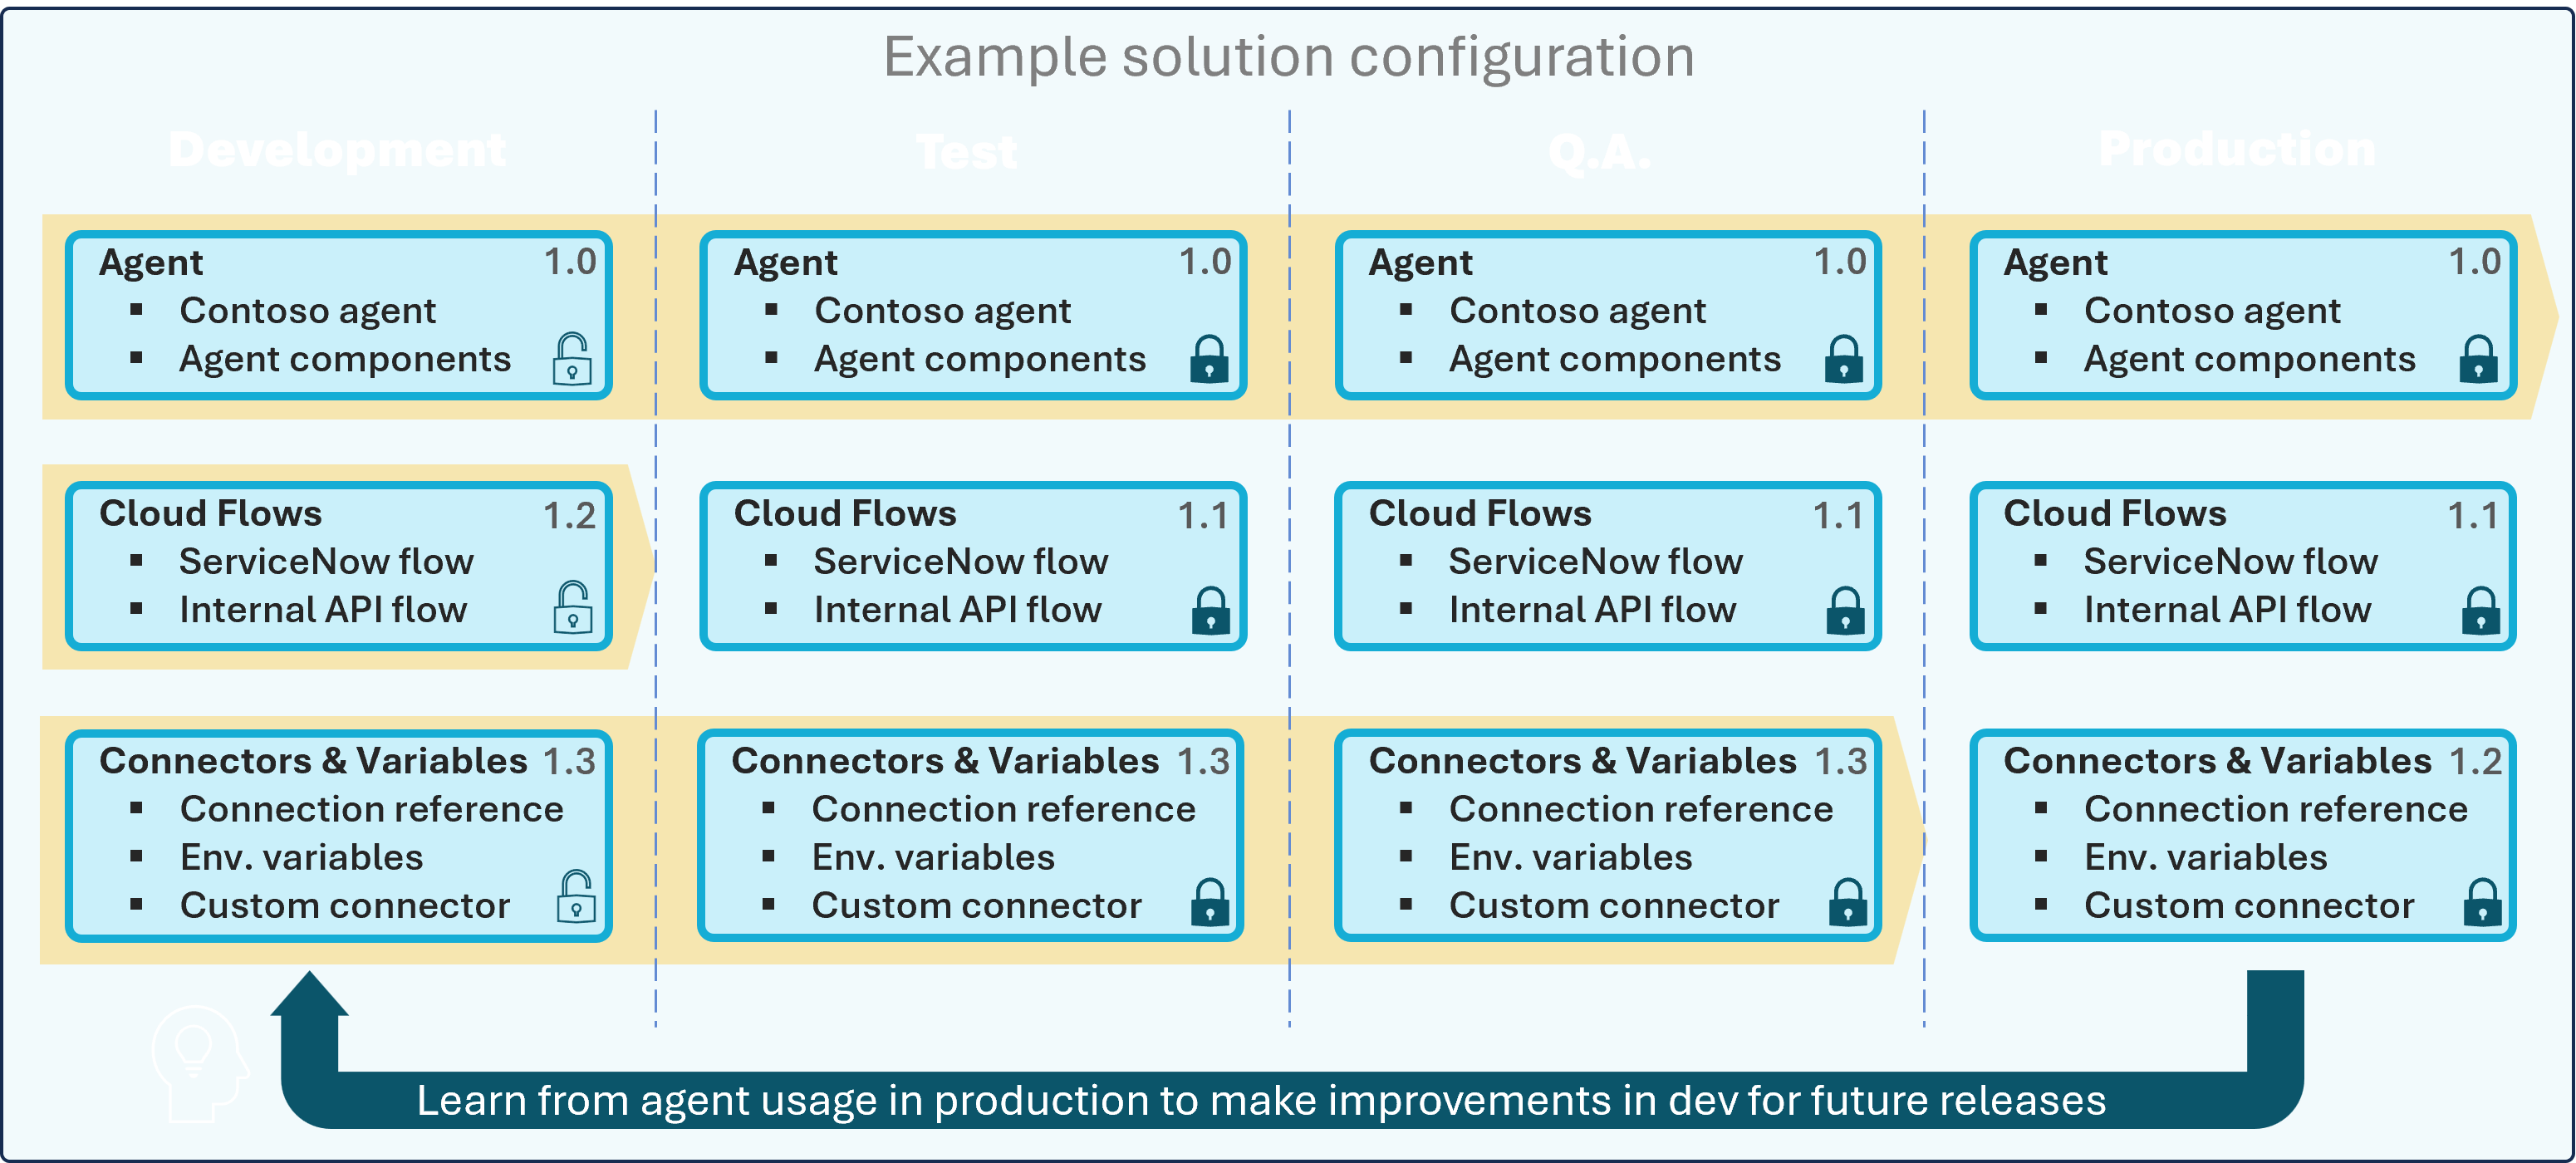 Example solution configuration
Development
Test
Q.A.
Production
Agent 1.0
▪ Contoso agent
▪ Agent components
Agent 1.0
▪ Contoso agent
▪ Agent components
Agent 1.0
▪ Contoso agent
▪ Agent components
Agent 1.0
▪ Contoso agent
▪ Agent components
Cloud Flows 1.2
▪ ServiceNow flow
▪ Internal API flow
Cloud Flows 1.1
▪ ServiceNow flow
▪ Internal API flow
Cloud Flows 1.1
▪ ServiceNow flow
▪ Internal API flow
Cloud Flows 1.1
▪ ServiceNow flow
▪ Internal API flow
Connectors & Variables 1.3
▪ Connection reference
▪ Env. variables
▪ Custom connector
Connectors & Variables 1.3
▪ Connection reference
▪ Env. variables
▪ Custom connector
Connectors & Variables 1.3
▪ Connection reference
▪ Env. variables
▪ Custom connector
Connectors & Variables 1.2
▪ Connection reference
▪ Env. variables
▪ Custom connector
Learn from agent usage in production to make improvements in dev for future releases